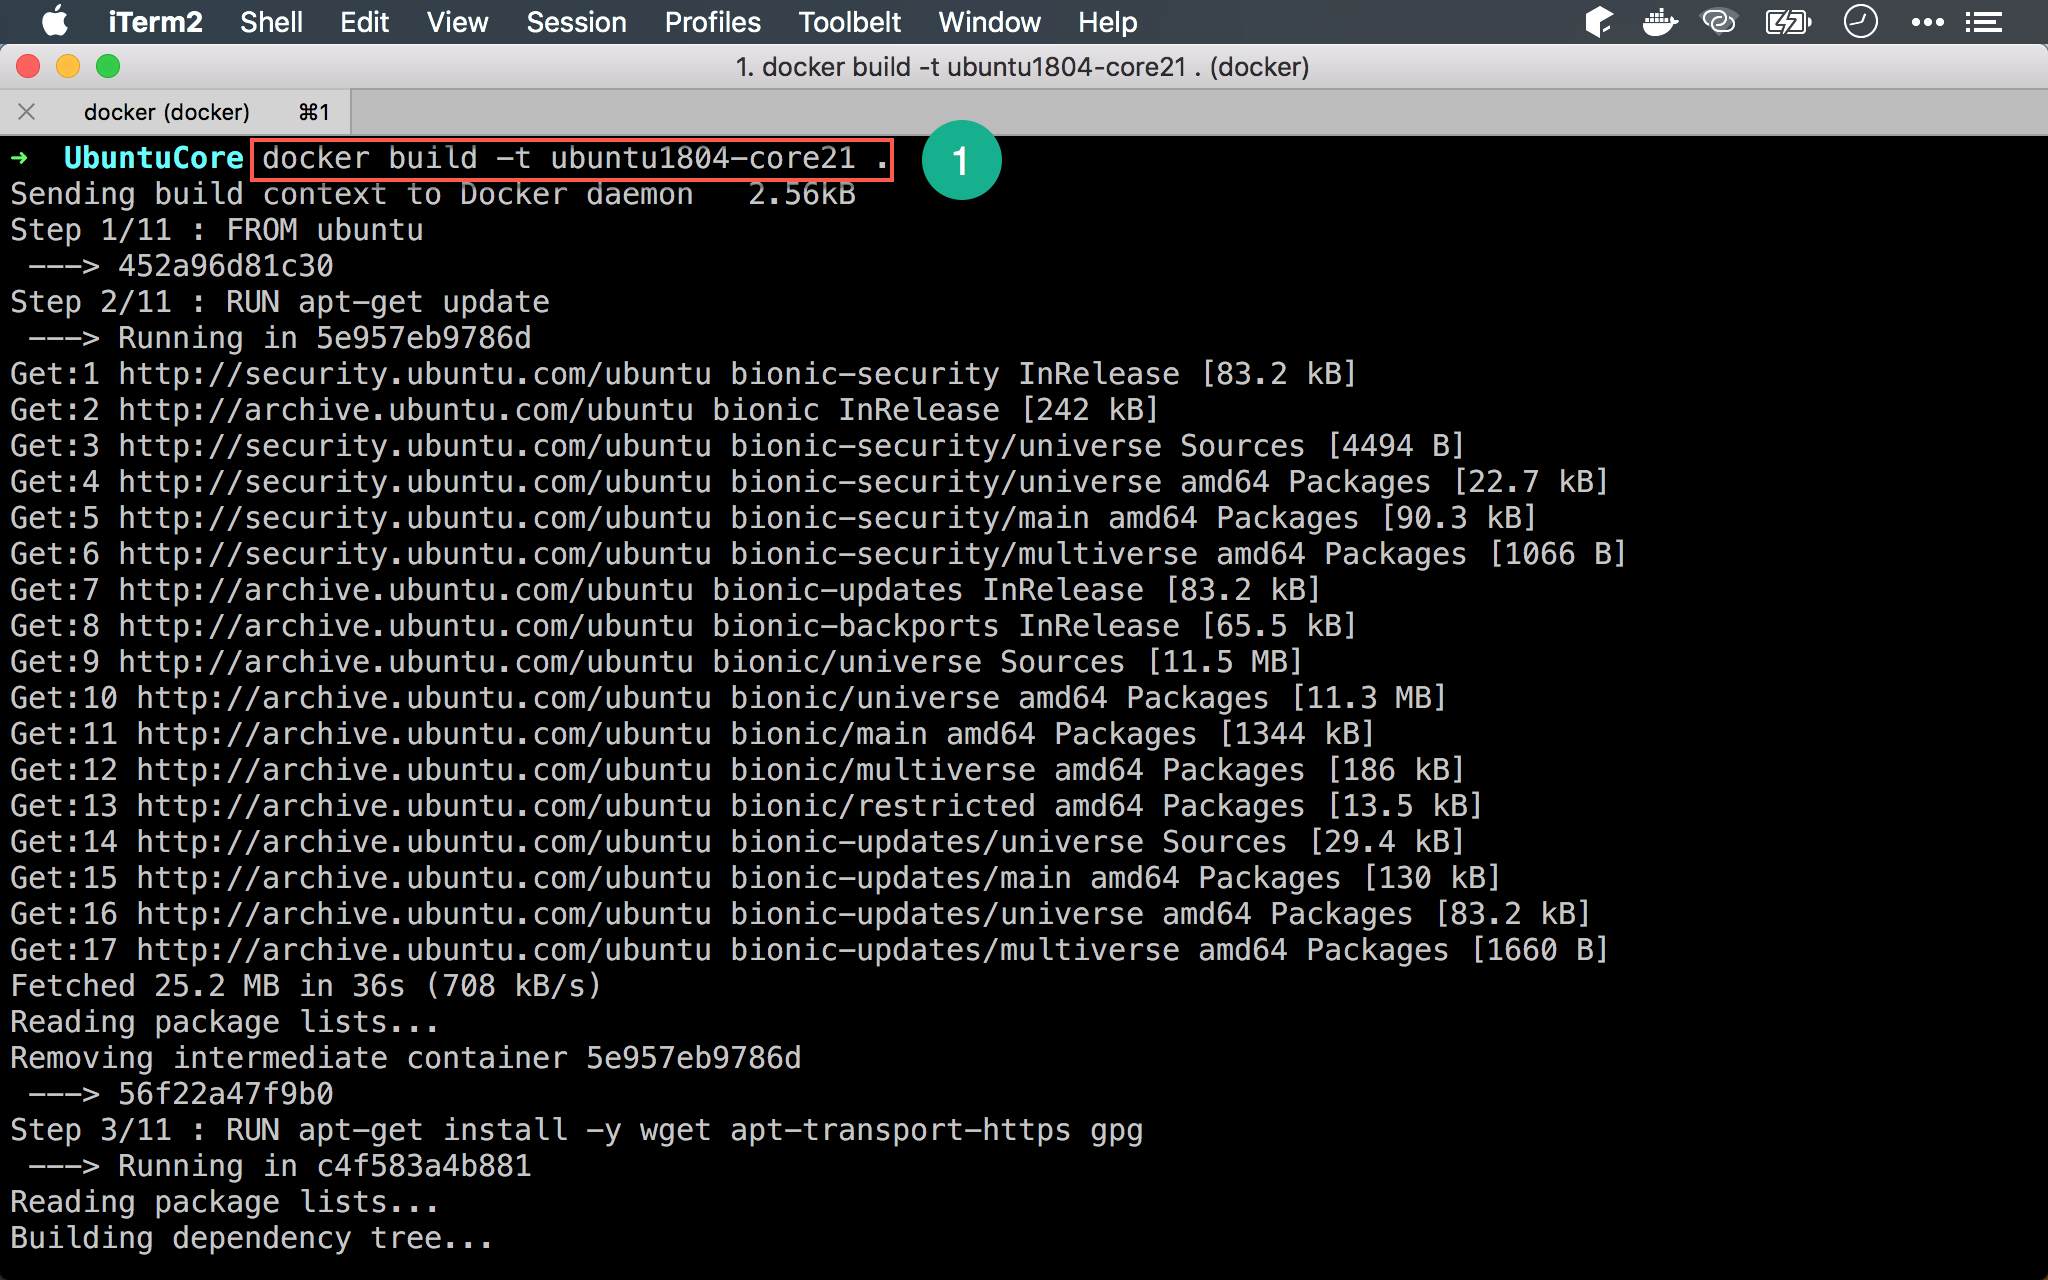 iTerm2 Shell Edit View Session Profiles Toolbelt Window Help
1. docker build -t ubuntu1804-core21 . (docker)
docker (docker) ⌘1
➜ UbuntuCore docker build -t ubuntu1804-core21 .
1
Sending build context to Docker daemon 2.56kB
Step 1/11 : FROM ubuntu
---> 452a96d81c30
Step 2/11 : RUN apt-get update
---> Running in 5e957eb9786d
Get:1 http://security.ubuntu.com/ubuntu bionic-security InRelease [83.2 kB]
Get:2 http://archive.ubuntu.com/ubuntu bionic InRelease [242 kB]
Get:3 http://security.ubuntu.com/ubuntu bionic-security/universe Sources [4494 B]
Get:4 http://security.ubuntu.com/ubuntu bionic-security/universe amd64 Packages [22.7 kB]
Get:5 http://security.ubuntu.com/ubuntu bionic-security/main amd64 Packages [90.3 kB]
Get:6 http://security.ubuntu.com/ubuntu bionic-security/multiverse amd64 Packages [1066 B]
Get:7 http://archive.ubuntu.com/ubuntu bionic-updates InRelease [83.2 kB]
Get:8 http://archive.ubuntu.com/ubuntu bionic-backports InRelease [65.5 kB]
Get:9 http://archive.ubuntu.com/ubuntu bionic/universe Sources [11.5 MB]
Get:10 http://archive.ubuntu.com/ubuntu bionic/universe amd64 Packages [11.3 MB]
Get:11 http://archive.ubuntu.com/ubuntu bionic/main amd64 Packages [1344 kB]
Get:12 http://archive.ubuntu.com/ubuntu bionic/multiverse amd64 Packages [186 kB]
Get:13 http://archive.ubuntu.com/ubuntu bionic/restricted amd64 Packages [13.5 kB]
Get:14 http://archive.ubuntu.com/ubuntu bionic-updates/universe Sources [29.4 kB]
Get:15 http://archive.ubuntu.com/ubuntu bionic-updates/main amd64 Packages [130 kB]
Get:16 http://archive.ubuntu.com/ubuntu bionic-updates/universe amd64 Packages [83.2 kB]
Get:17 http://archive.ubuntu.com/ubuntu bionic-updates/multiverse amd64 Packages [1660 B]
Fetched 25.2 MB in 36s (708 kB/s)
Reading package lists...
Removing intermediate container 5e957eb9786d
---> 56f22a47f9b0
Step 3/11 : RUN apt-get install -y wget apt-transport-https gpg
---> Running in c4f583a4b881
Reading package lists...
Building dependency tree...